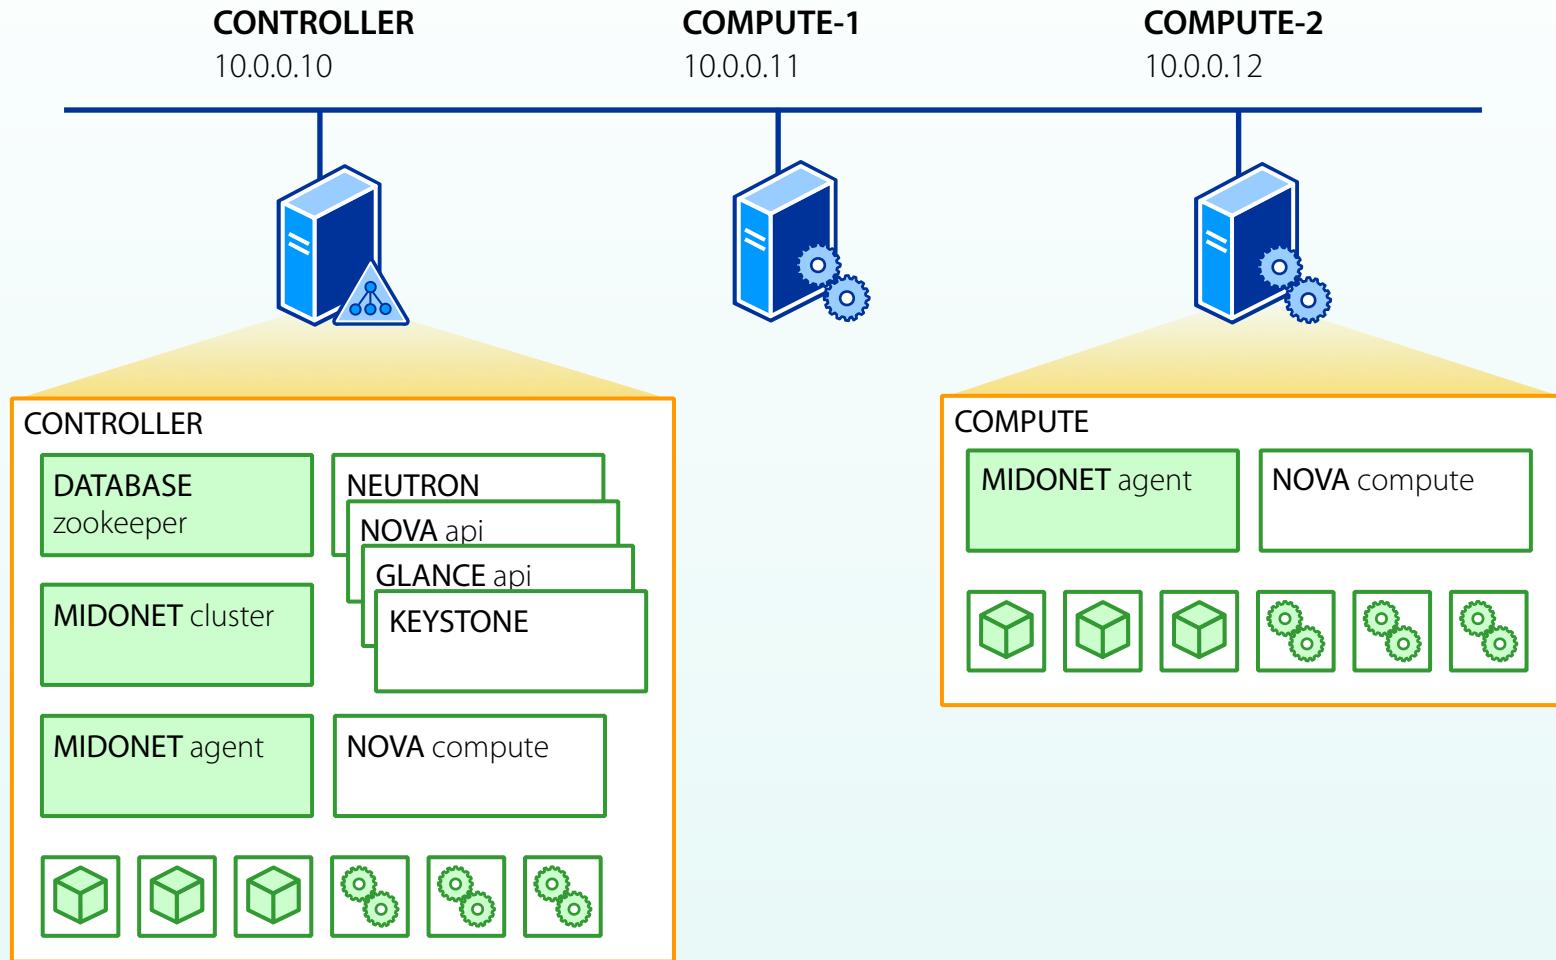 CONTROLLER
10.0.0.10
COMPUTE-1
10.0.0.11
COMPUTE-2
10.0.0.12
CONTROLLER
DATABASE
zookeeper
NEUTRON
NOVA api
GLANCE api
KEYSTONE
MIDONET cluster
MIDONET agent
NOVA compute
COMPUTE
MIDONET agent
NOVA compute